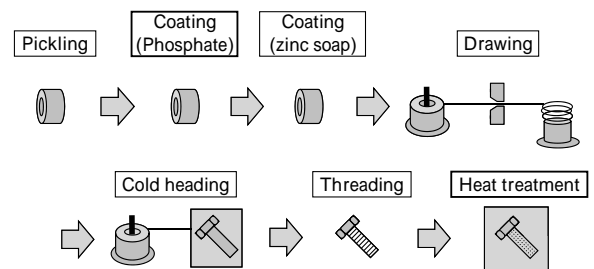 Pickling
Coating
(Phosphate)
Coating
(zinc soap)
Drawing
Cold heading
Threading
Heat treatment